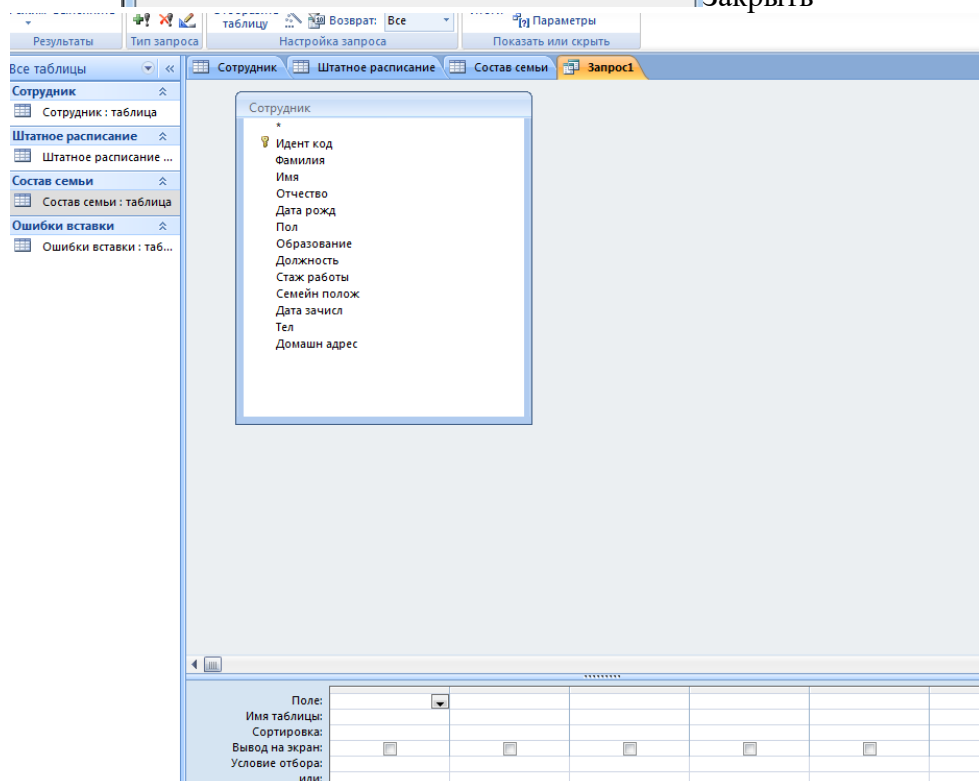 Закрыть
таблицу Возврат: Все Параметры
Результаты Тип запроса Настройка запроса Показать или скрыть
Все таблицы « Сотрудник Штатное расписание Состав семьи Запрос1
Сотрудник
Сотрудник : таблица
Штатное расписание
Штатное расписание ...
Состав семьи
Состав семьи : таблица
Ошибки вставки
Ошибки вставки : таб...
Сотрудник
*
Идент код
Фамилия
Имя
Отчество
Дата рожд
Пол
Образование
Должность
Стаж работы
Семейн полож
Дата зачисл
Тел
Домашн адрес
Поле:
Имя таблицы:
Сортировка:
Вывод на экран:
Условие отбора:
или: